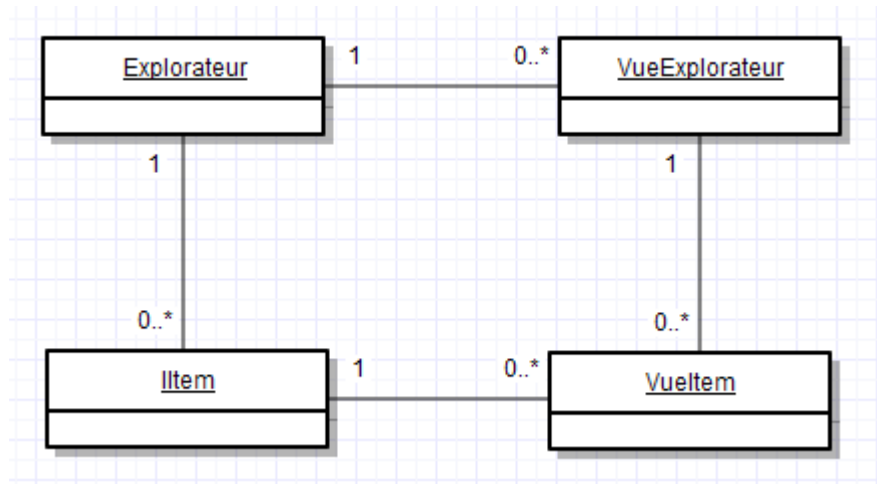 Explorateur 1 0..* VueExplorateur
1 1
0..* 0..*
IItem 1 0..* VueItem